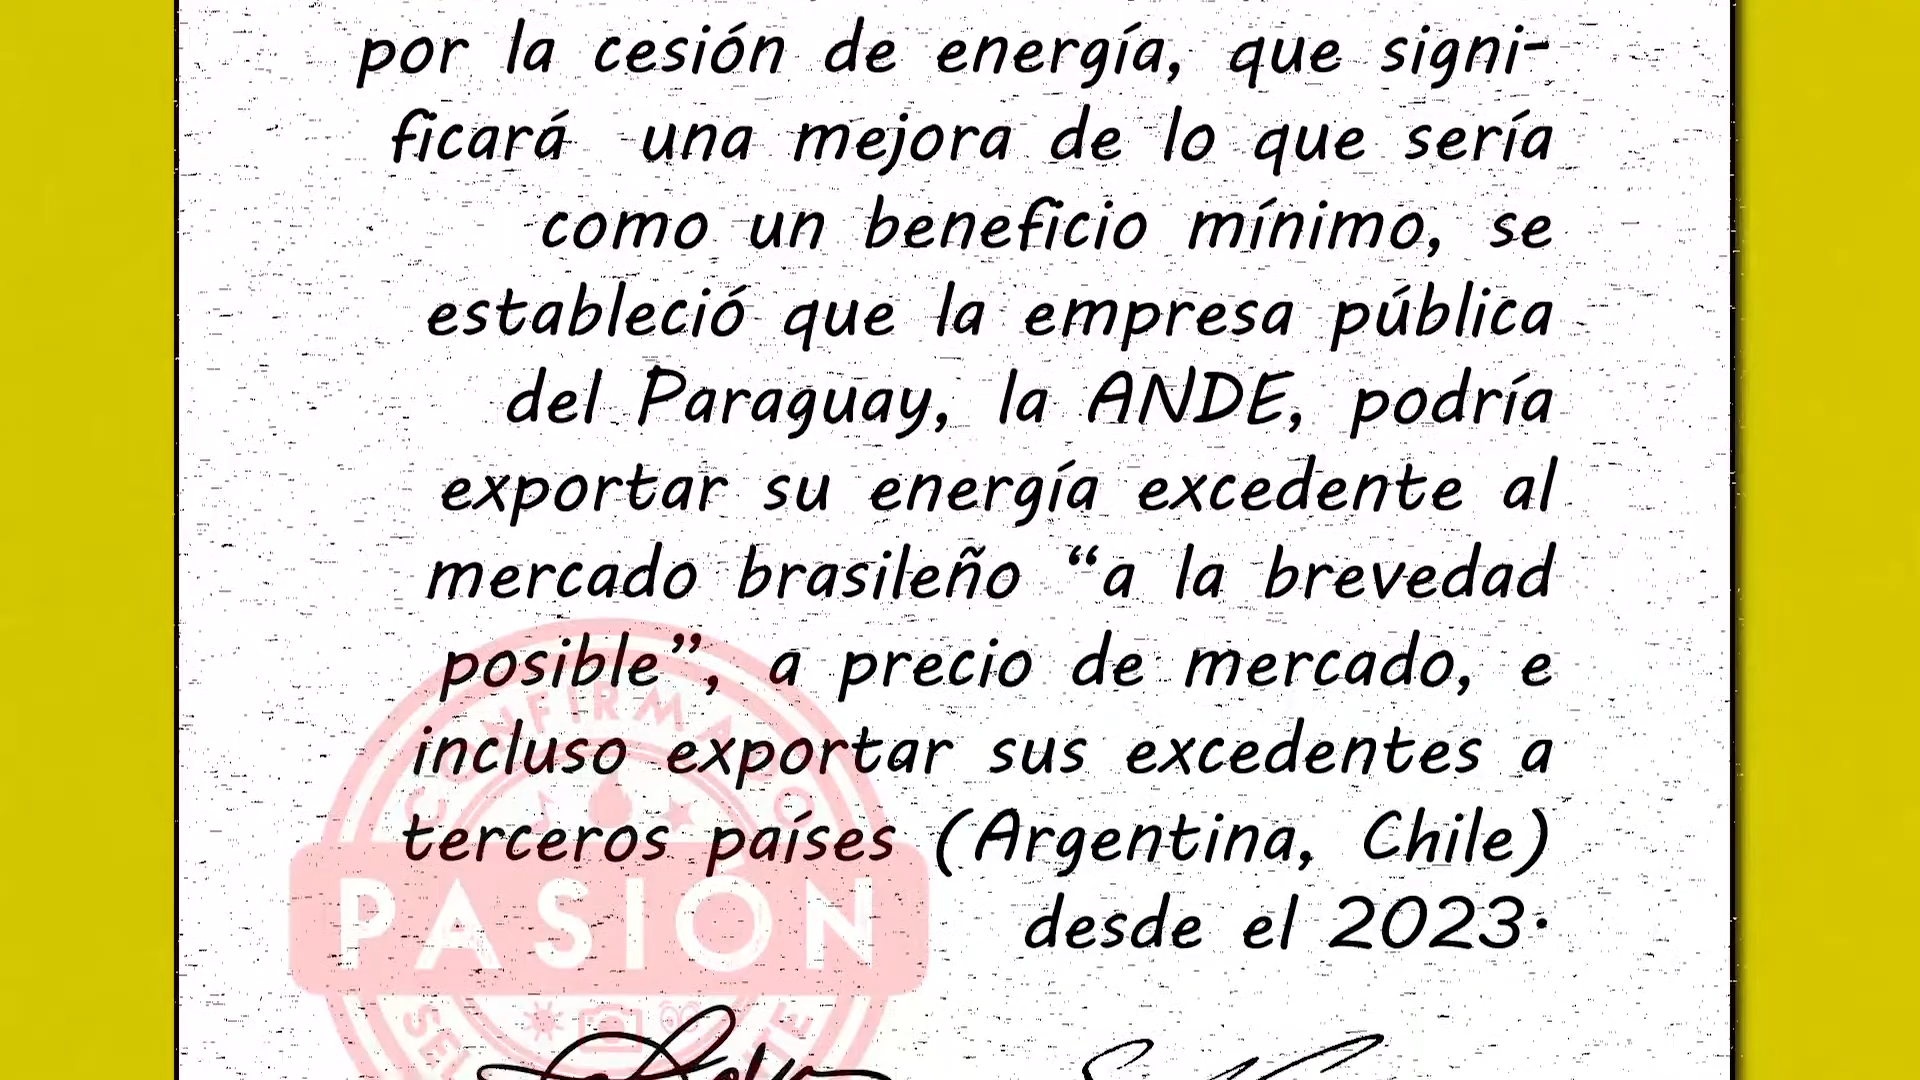 por la cesión de energía, que signi-
ficará una mejora de lo que sería
como un beneficio mínimo, se
estableció que la empresa pública
del Paraguay, la ANDE, podría
exportar su energía excedente al
mercado brasileño “a la brevedad
posible”, a precio de mercado, e
incluso exportar sus excedentes a
terceros países (Argentina, Chile)
desde el 2023.
CONFIRMADO
PASIÓN